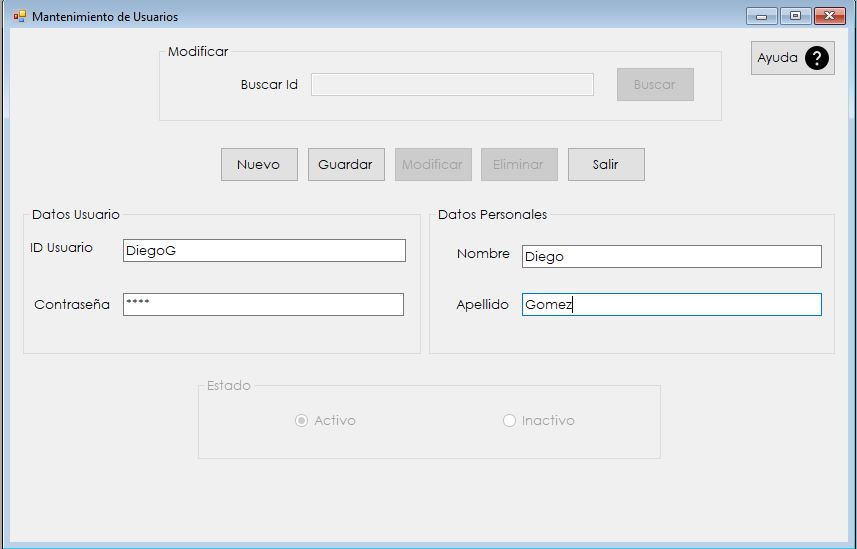 Mantenimiento de Usuarios
Modificar
Ayuda ?
Buscar Id
Buscar
Nuevo Guardar Modificar Eliminar Salir
Datos Usuario
ID Usuario DiegoG
Contraseña ****
Datos Personales
Nombre Diego
Apellido Gomez
Estado
Activo Inactivo